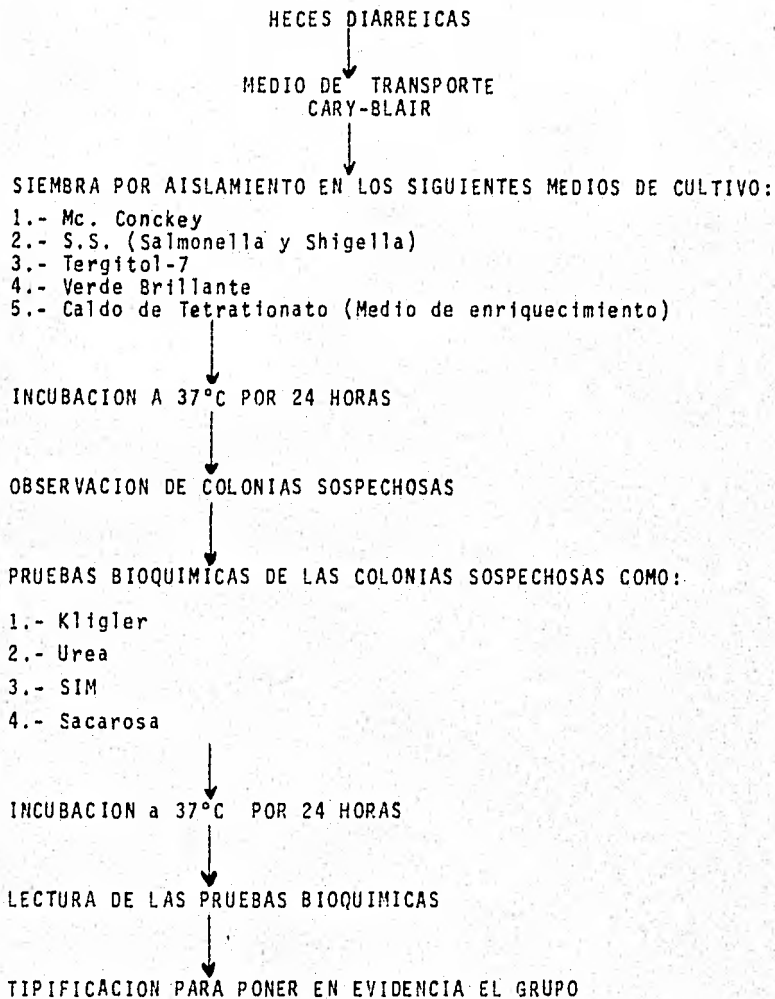 HECES DIARREICAS
MEDIO DE TRANSPORTE
CARY-BLAIR
SIEMBRA POR AISLAMIENTO EN LOS SIGUIENTES MEDIOS DE CULTIVO:
1.- Mc. Conckey
2.- S.S. (Salmonella y Shigella)
3.- Tergitol-7
4.- Verde Brillante
5.- Caldo de Tetrationato (Medio de enriquecimiento)
INCUBACION A 37°C POR 24 HORAS
OBSERVACION DE COLONIAS SOSPECHOSAS
PRUEBAS BIOQUIMICAS DE LAS COLONIAS SOSPECHOSAS COMO:
1.- Kligler
2.- Urea
3.- SIM
4.- Sacarosa
INCUBACION a 37°C POR 24 HORAS
LECTURA DE LAS PRUEBAS BIOQUIMICAS
TIPIFICACION PARA PONER EN EVIDENCIA EL GRUPO